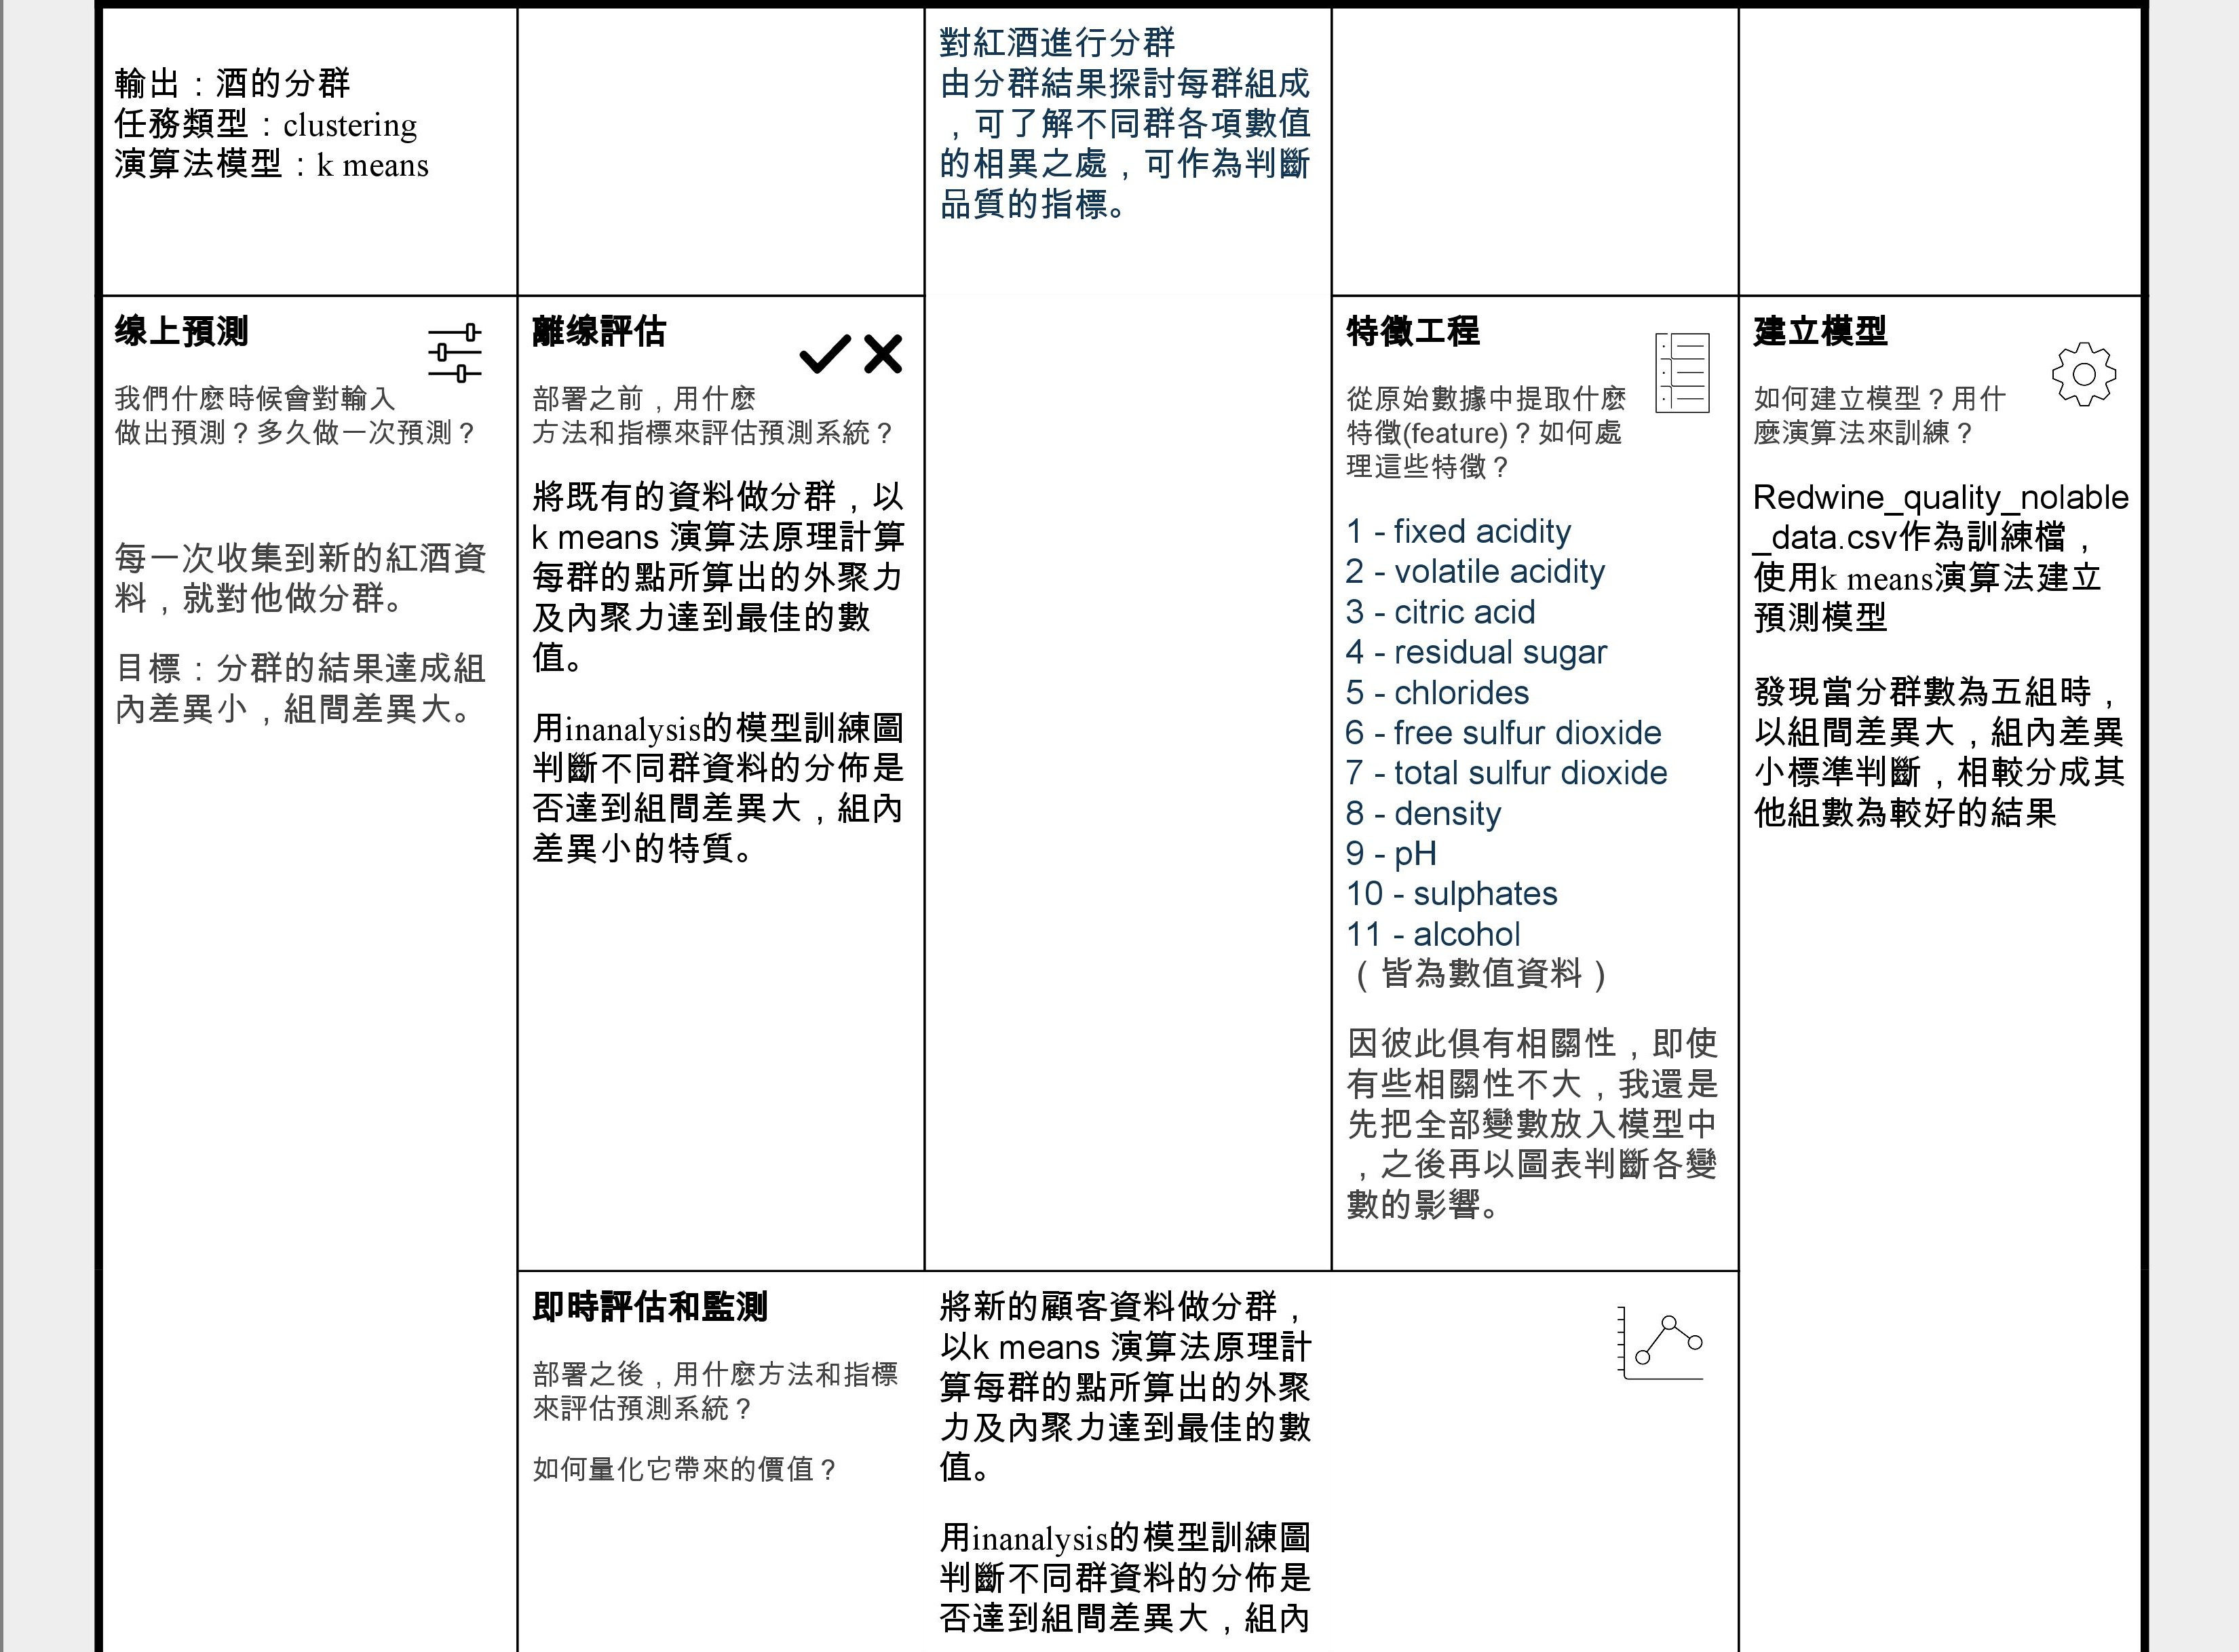 輸出：酒的分群
任務類型：clustering
演算法模型：k means
對紅酒進行分群
由分群結果探討每群組成
，可了解不同群各項數值
的相異之處，可作為判斷
品質的指標。
线上預測
我們什麽時候會對輸入
做出預測？多久做一次預測？
每一次收集到新的紅酒資
料，就對他做分群。
目標：分群的結果達成組
內差異小，組間差異大。
離线評估
部署之前，用什麽
方法和指標來評估預測系統？
將既有的資料做分群，以
k means 演算法原理計算
每群的點所算出的外聚力
及內聚力達到最佳的數
值。
用inanalysis的模型訓練圖
判斷不同群資料的分佈是
否達到組間差異大，組內
差異小的特質。
特徵工程
從原始數據中提取什麽
特徵(feature)？如何處
理這些特徵？
1 - fixed acidity
2 - volatile acidity
3 - citric acid
4 - residual sugar
5 - chlorides
6 - free sulfur dioxide
7 - total sulfur dioxide
8 - density
9 - pH
10 - sulphates
11 - alcohol
（皆為數值資料）
因彼此俱有相關性，即使
有些相關性不大，我還是
先把全部變數放入模型中
，之後再以圖表判斷各變
數的影響。
建立模型
如何建立模型？用什
麼演算法來訓練？
Redwine_quality_nolable
_data.csv作為訓練檔，
使用k means演算法建立
預測模型
發現當分群數為五組時，
以組間差異大，組內差異
小標準判斷，相較分成其
他組數為較好的結果
即時評估和監測
部署之後，用什麽方法和指標
來評估預測系統？
如何量化它帶來的價值？
將新的顧客資料做分群，
以k means 演算法原理計
算每群的點所算出的外聚
力及內聚力達到最佳的數
值。
用inanalysis的模型訓練圖
判斷不同群資料的分佈是
否達到組間差異大，組內